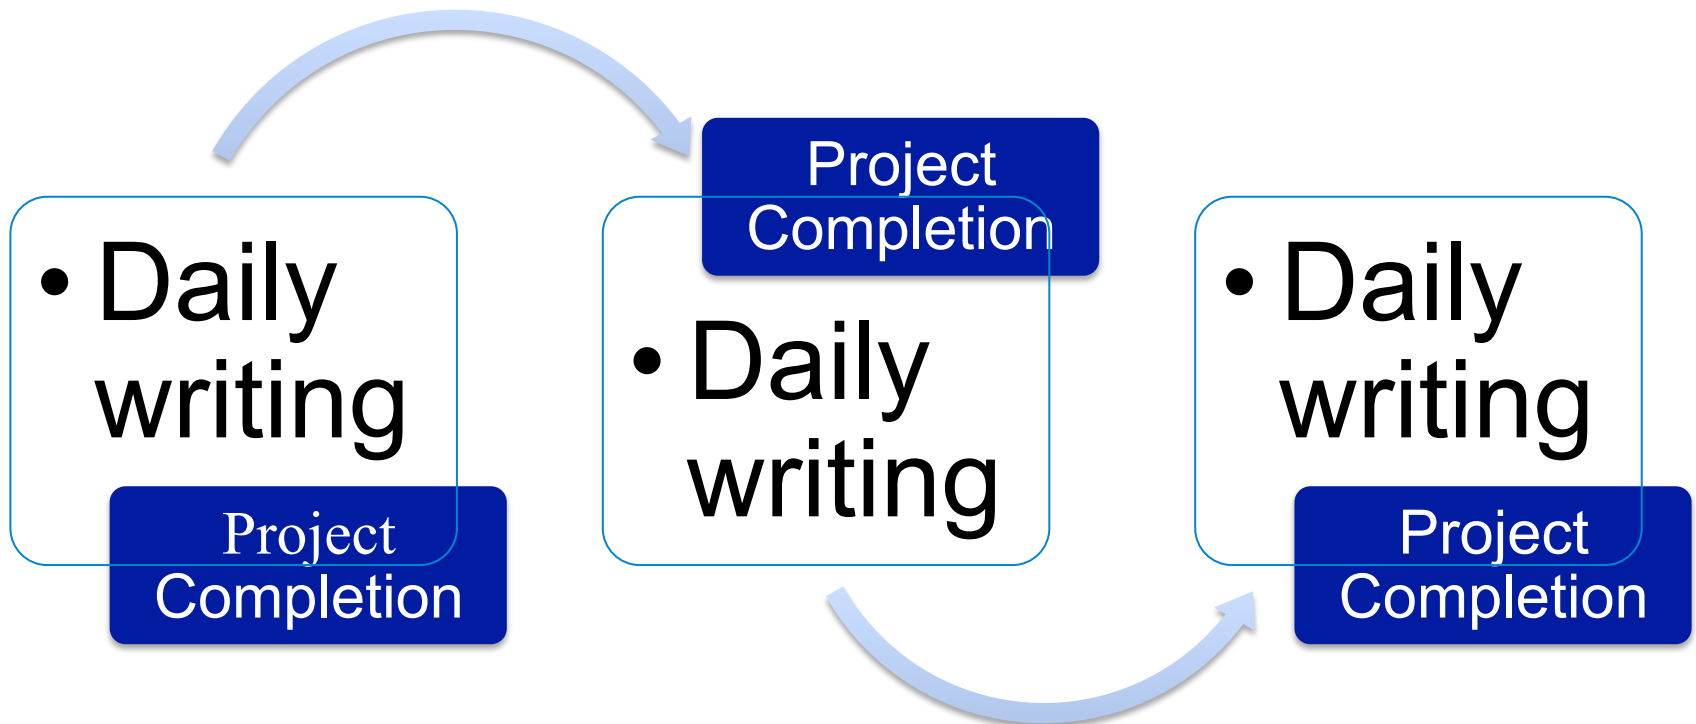 • Daily
writing
Project
Completion
Project
Completion
• Daily
writing
• Daily
writing
Project
Completion